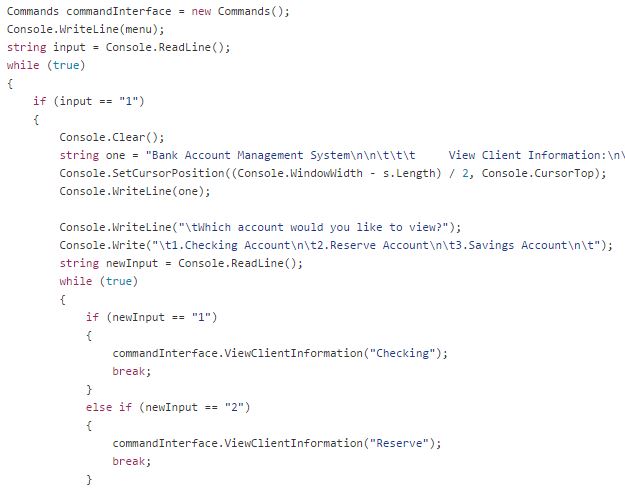 Commands commandInterface = new Commands();
Console.WriteLine(menu);
string input = Console.ReadLine();
while (true)
{
    if (input == "1")
    {
        Console.Clear();
        string one = "Bank Account Management System\n\n\t\t\t     View Client Information:\n\
        Console.SetCursorPosition((Console.WindowWidth - s.Length) / 2, Console.CursorTop);
        Console.WriteLine(one);

        Console.WriteLine("\tWhich account would you like to view?");
        Console.Write("\t1.Checking Account\n\t2.Reserve Account\n\t3.Savings Account\n\t");
        string newInput = Console.ReadLine();
        while (true)
        {
            if (newInput == "1")
            {
                commandInterface.ViewClientInformation("Checking");
                break;
            }
            else if (newInput == "2")
            {
                commandInterface.ViewClientInformation("Reserve");
                break;
            }